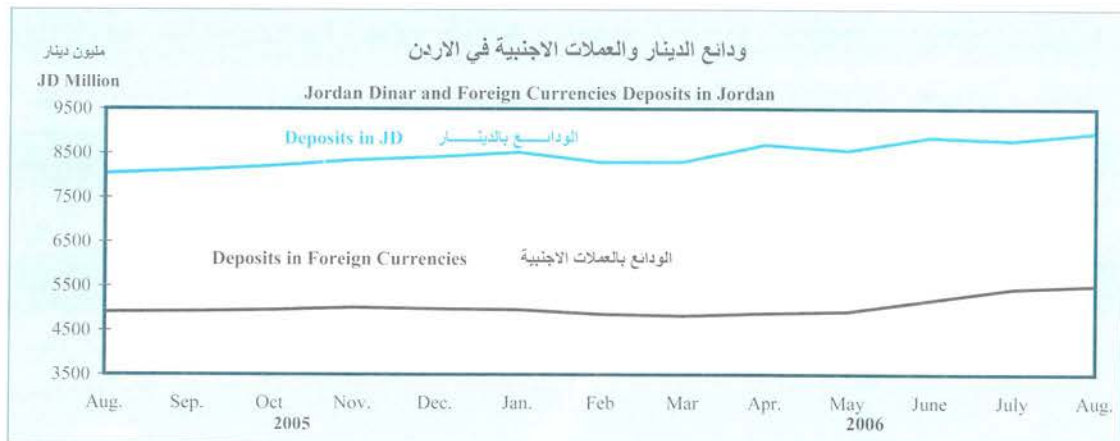 ودائع الدينار والعملات الاجنبية في الاردن
مليون دينار
JD Million
Jordan Dinar and Foreign Currencies Deposits in Jordan
9500
Deposits in JD الودائـــــع بالدينـــــار
8500
7500
6500
Deposits in Foreign Currencies الودائع بالعملات الاجنبية
5500
4500
3500
Aug. Sep. Oct Nov. Dec. Jan. Feb Mar Apr. May June July Aug.
2005 2006